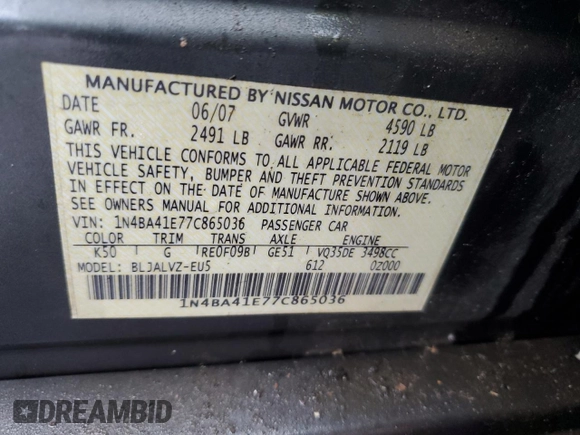 MANUFACTURED BY NISSAN MOTOR CO., LTD.
DATE 06/07 GVWR 4590 LB
GAWR FR. 2491 LB GAWR RR. 2119 LB
THIS VEHICLE CONFORMS TO ALL APPLICABLE FEDERAL MOTOR
VEHICLE SAFETY, BUMPER AND THEFT PREVENTION STANDARDS
IN EFFECT ON THE DATE OF MANUFACTURE SHOWN ABOVE.
SEE OWNERS MANUAL FOR ADDITIONAL INFORMATION.
VIN: 1N4BA41E77C865036 PASSENGER CAR
COLOR TRIM TRANS AXLE ENGINE
K50 G RE0F09B GE51 VQ35DE 3498CC
MODEL: BLJALVZ-EU5 612 0Z000
1N4BA41E77C865036
DREAMBID